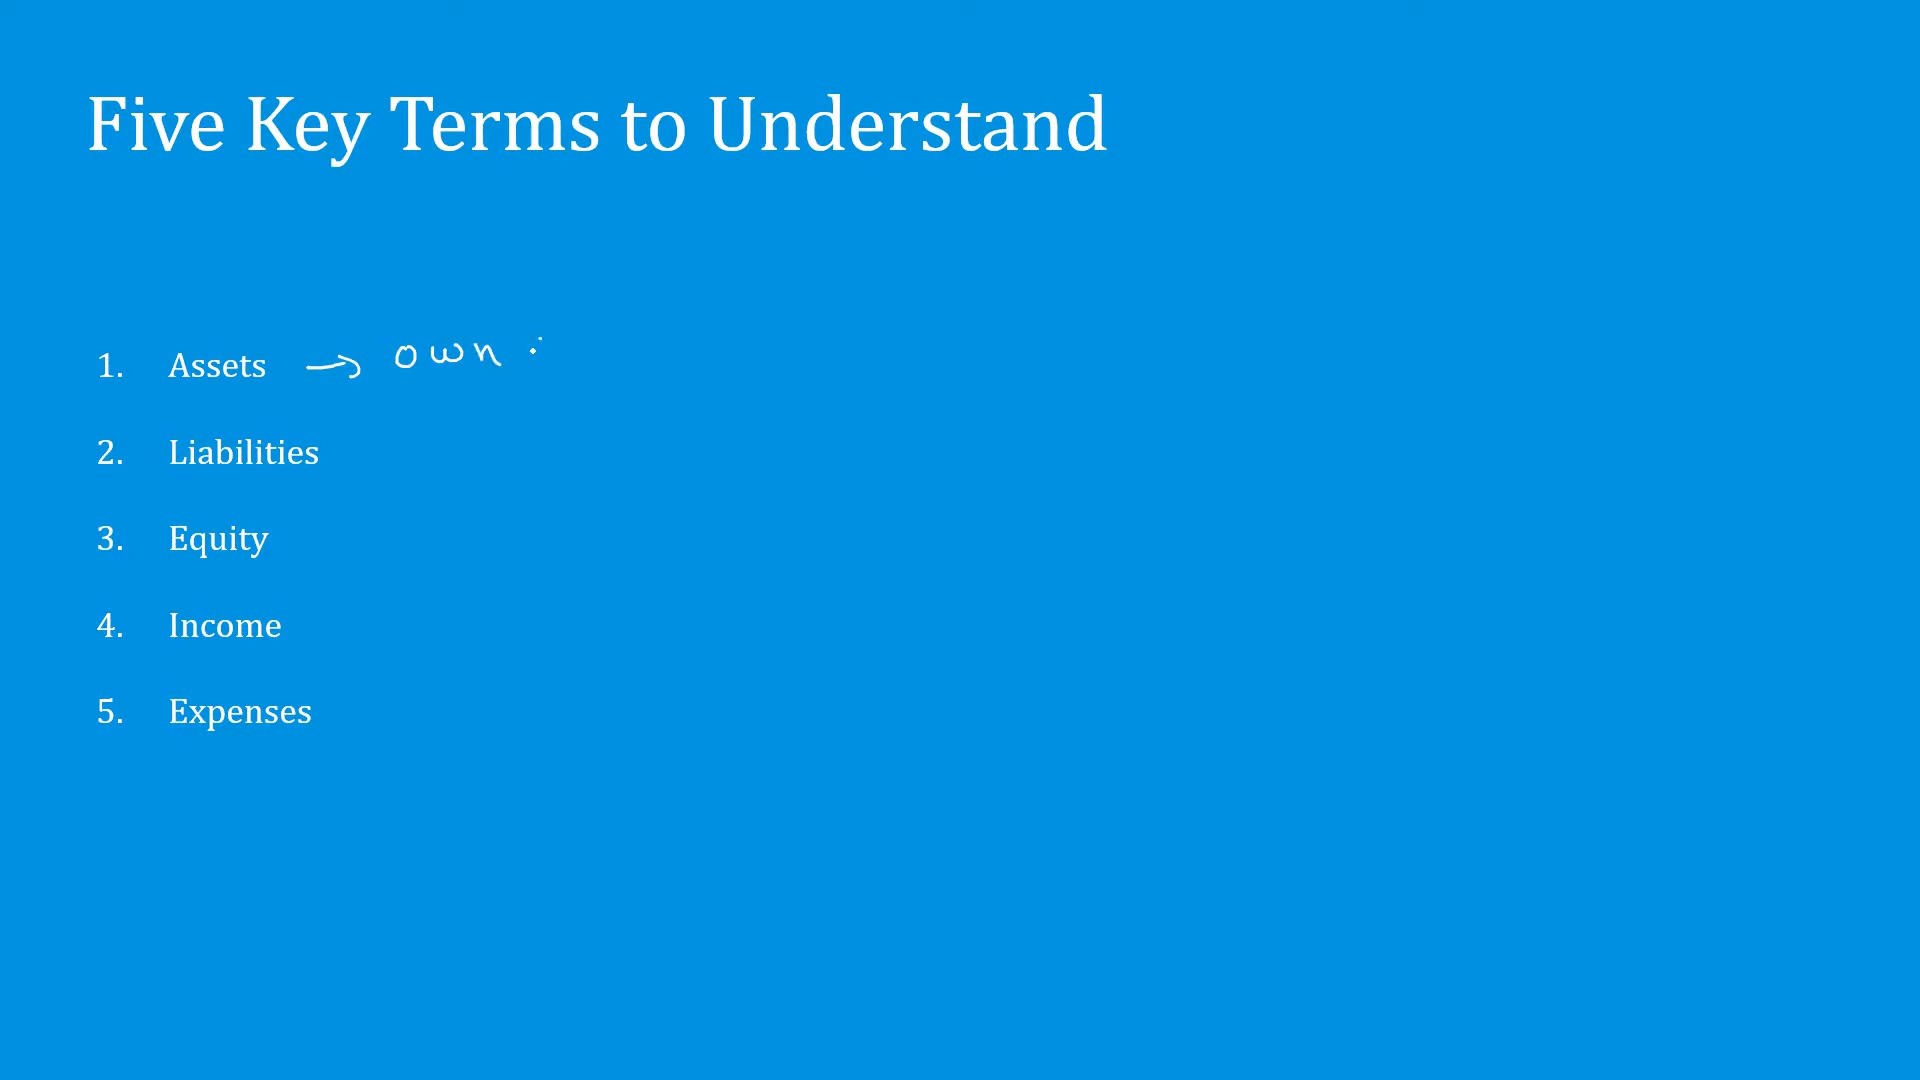 Five Key Terms to Understand
1. Assets → own
2. Liabilities
3. Equity
4. Income
5. Expenses